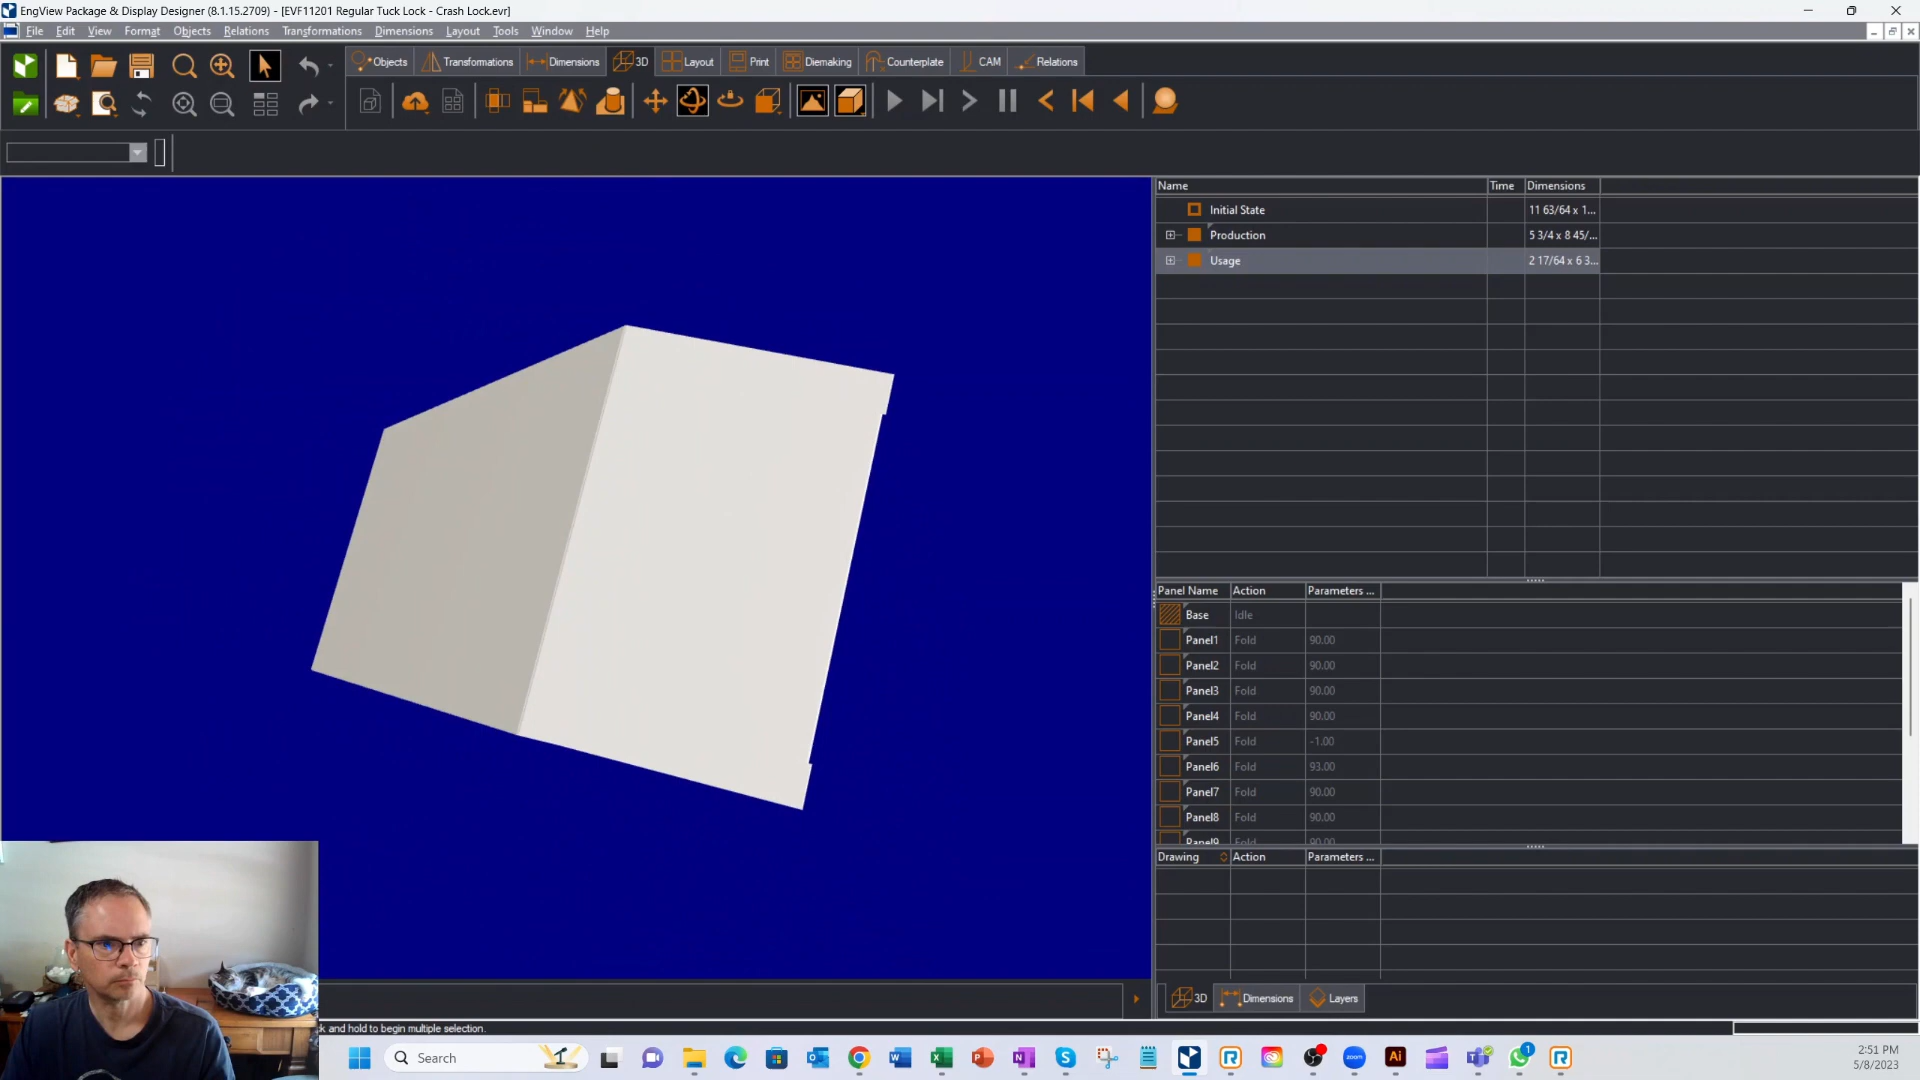 EngView Package & Display Designer (8.1.15.2709) - [EVF11201 Regular Tuck Lock - Crash Lock.evr]
File Edit View Format Objects Relations Transformations Dimensions Layout Tools Window Help
Objects Transformations Dimensions 3D Layout Print Diemaking Counterplate CAM Relations
Name Time Dimensions
Initial State 11 63/64 x 1...
Production 5 3/4 x 8 45/...
Usage 2 17/64 x 6 3...
Panel Name Action Parameters ...
Base Idle
Panel1 Fold 90.00
Panel2 Fold 90.00
Panel3 Fold 90.00
Panel4 Fold 90.00
Panel5 Fold -1.00
Panel6 Fold 93.00
Panel7 Fold 90.00
Panel8 Fold 90.00
Panel9 Fold 90.00
Drawing Action Parameters ...
3D Dimensions Layers
k and hold to begin multiple selection.
Search
2:51 PM
5/8/2023